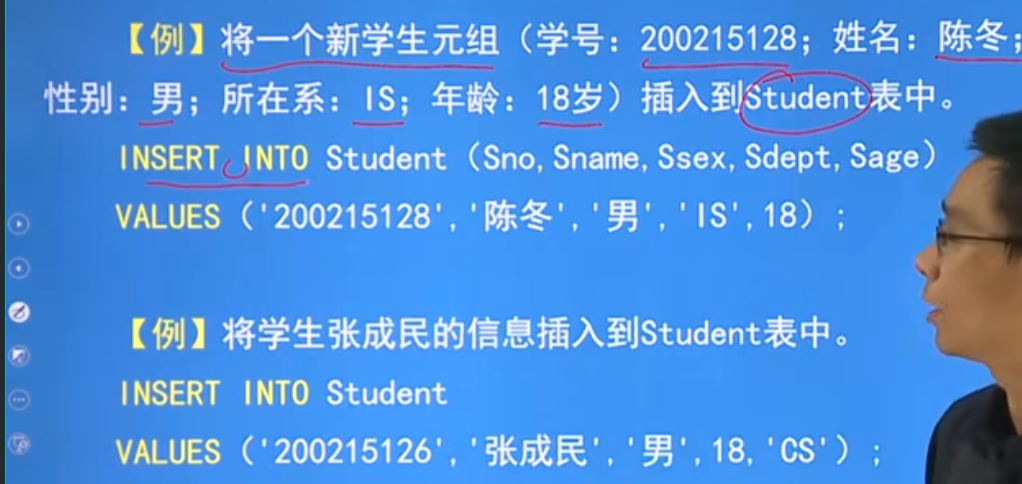 【例】将一个新学生元组（学号：200215128；姓名：陈冬；
性别：男；所在系：IS；年龄：18岁）插入到Student表中。
INSERT INTO Student（Sno,Sname,Ssex,Sdept,Sage）
VALUES（'200215128','陈冬','男','IS',18）;
【例】将学生张成民的信息插入到Student表中。
INSERT INTO Student
VALUES（'200215126','张成民','男',18,'CS'）;